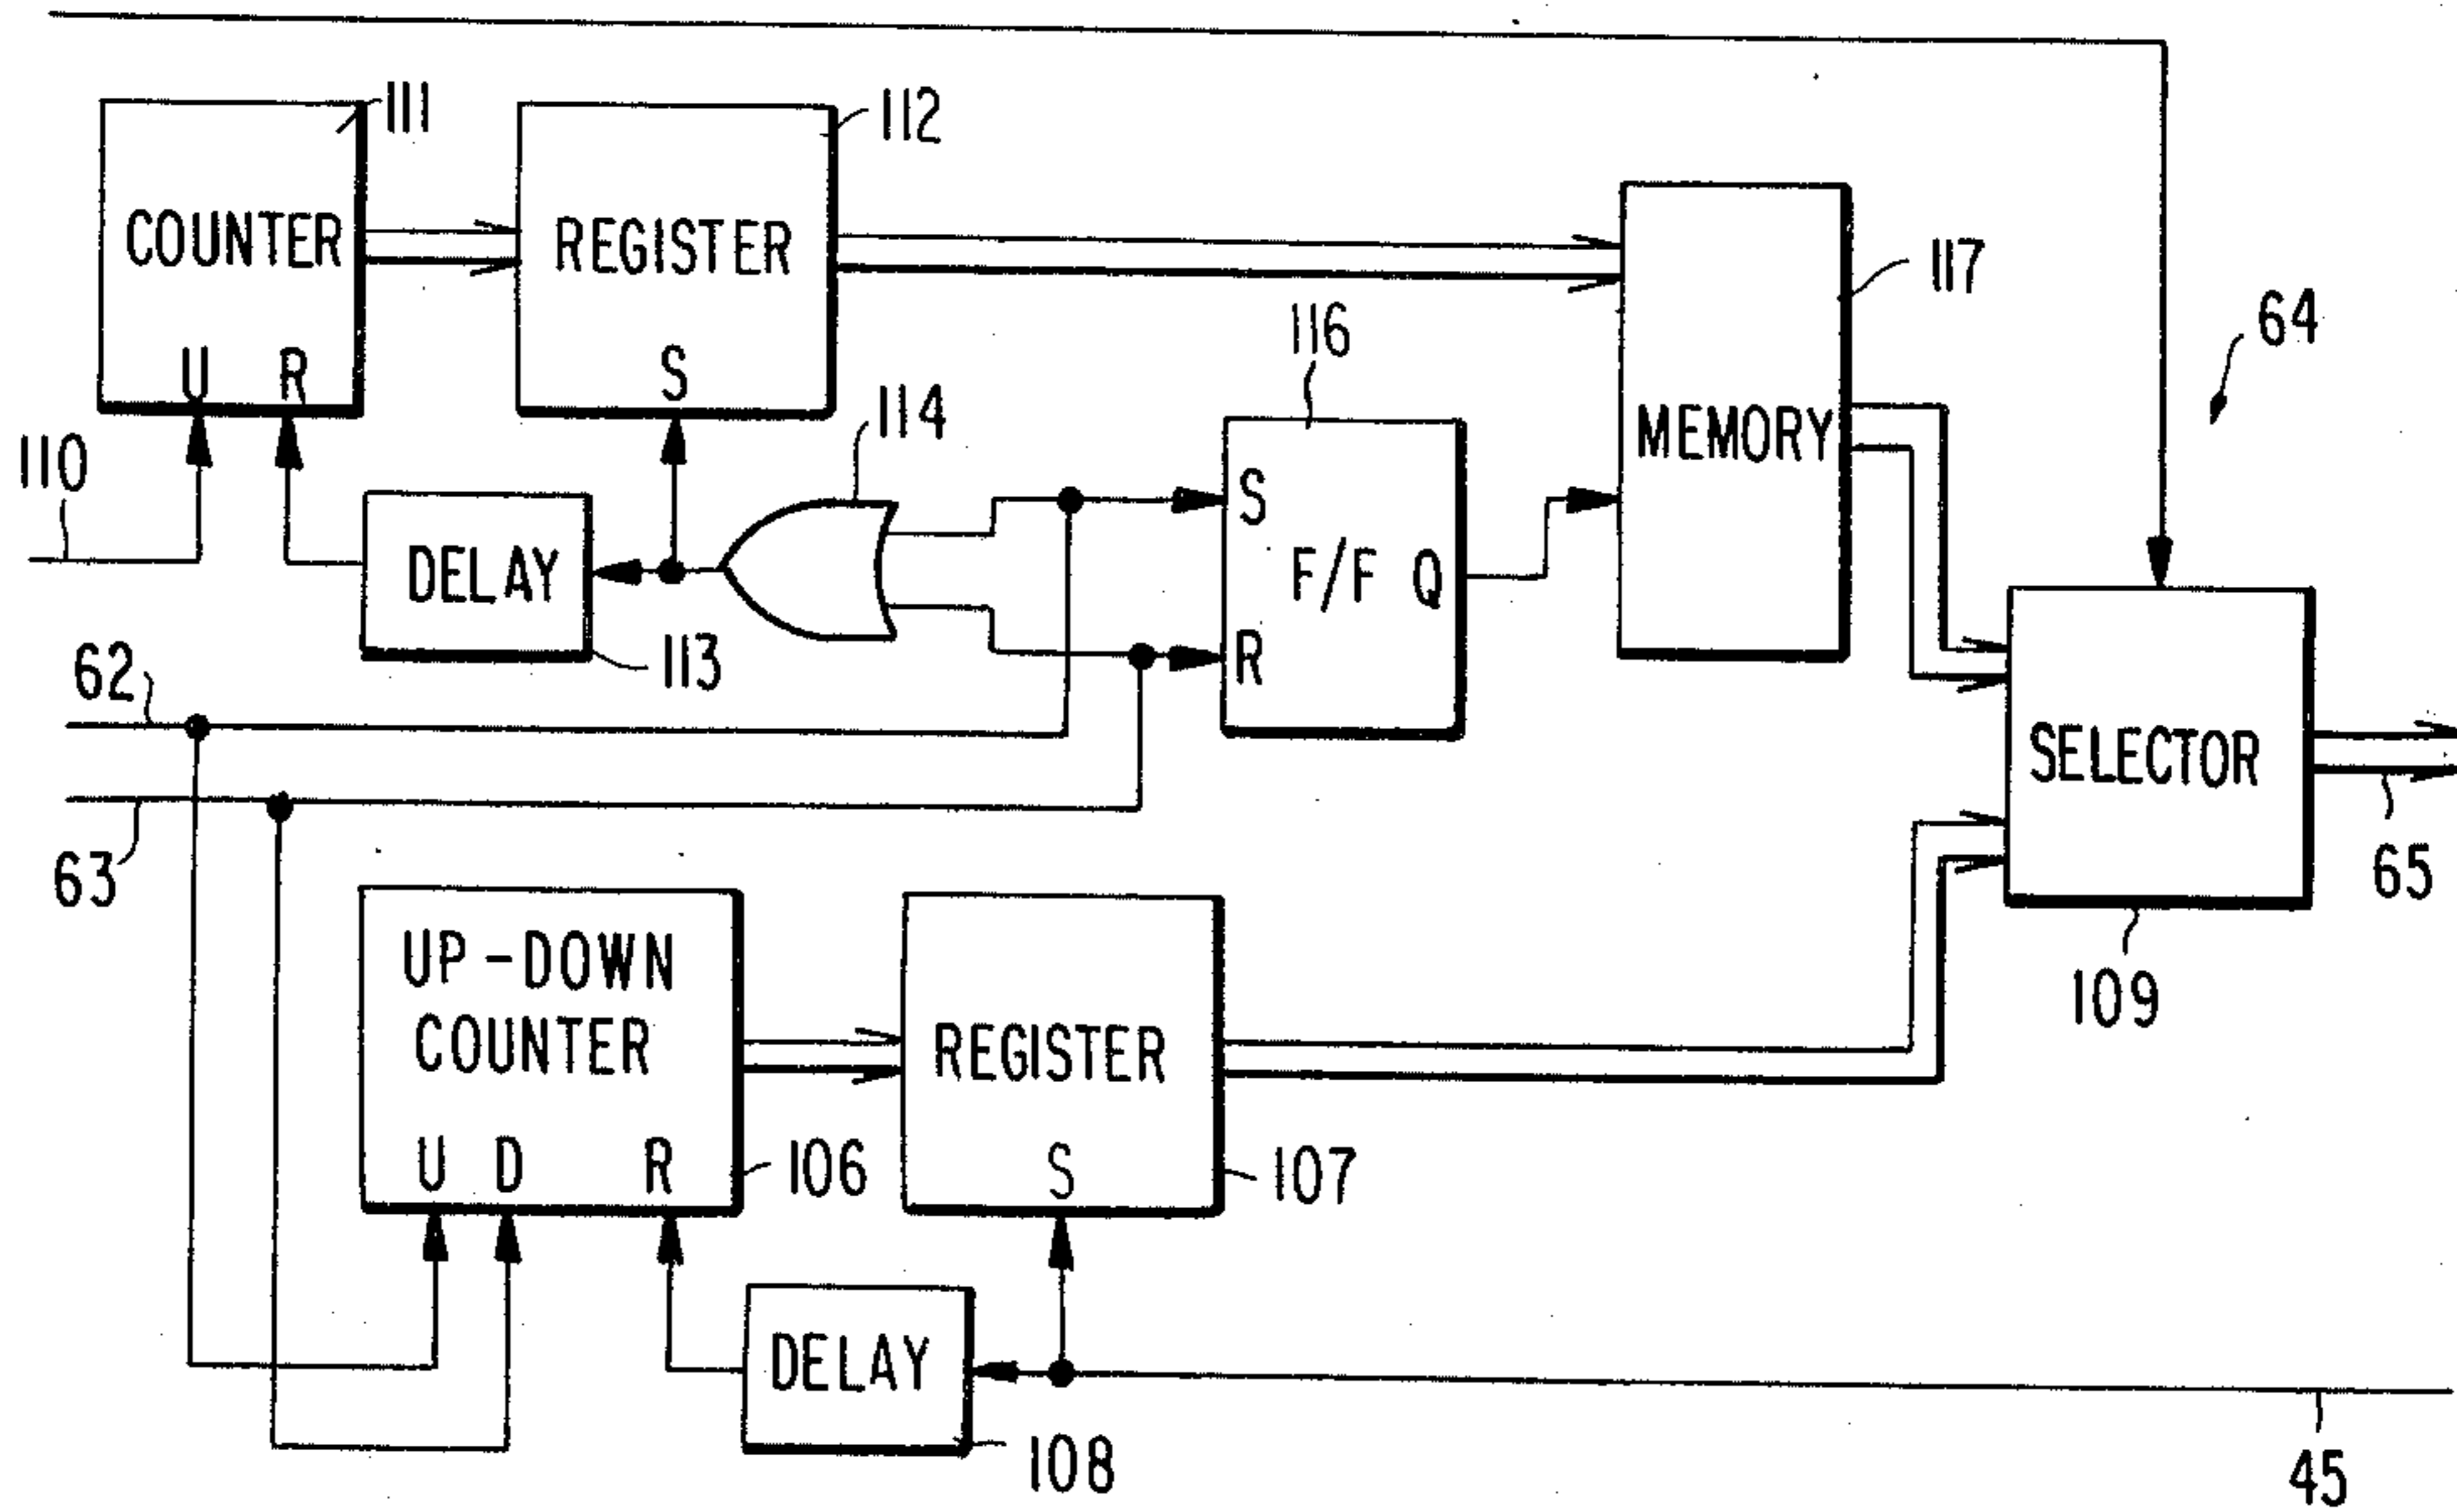 111
112
COUNTER
REGISTER
117
116
64
U R
S
114
MEMORY
110
S
DELAY
F/F Q
113
R
62
SELECTOR
63
65
UP-DOWN
COUNTER
REGISTER
109
U D R
106
S
107
DELAY
108
45